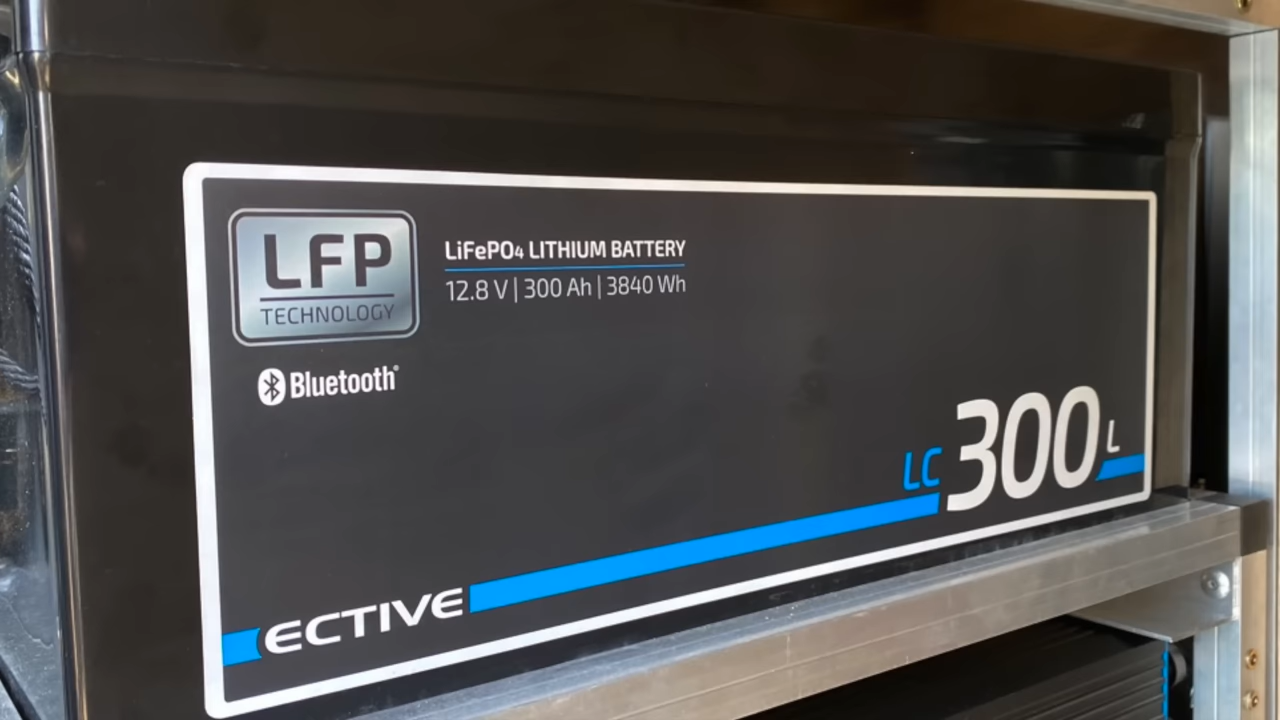 LFP
TECHNOLOGY
LiFePO4 LITHIUM BATTERY
12.8 V | 300 Ah | 3840 Wh
Bluetooth®
LC 300 L
ECTIVE